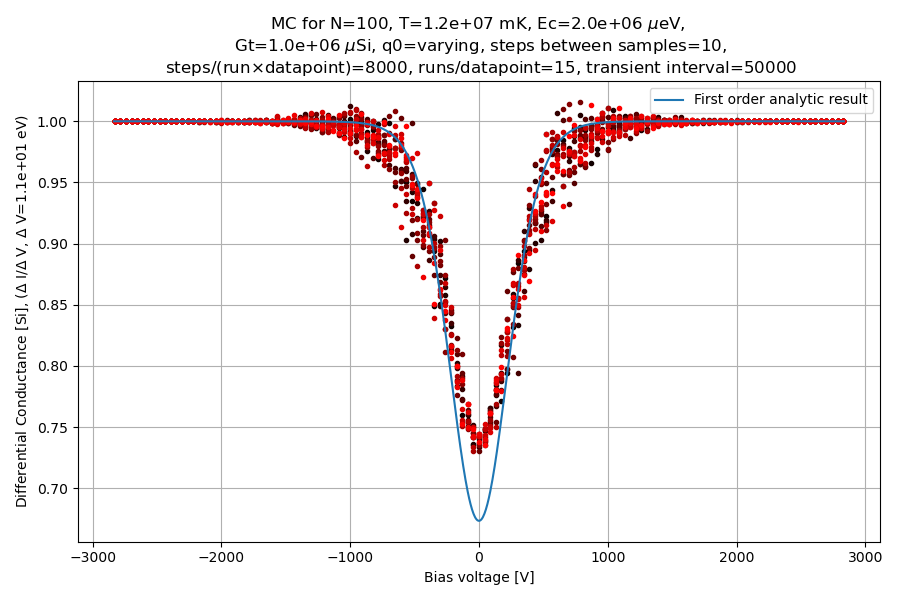 MC for N=100, T=1.2e+07 mK, Ec=2.0e+06 μeV,
Gt=1.0e+06 μSi, q0=varying, steps between samples=10,
steps/(run×datapoint)=8000, runs/datapoint=15, transient interval=50000
First order analytic result
1.00
0.95
0.90
0.85
0.80
0.75
0.70
Differential Conductance [Si], (Δ I/Δ V, Δ V=1.1e+01 eV)
−3000 −2000 −1000 0 1000 2000 3000
Bias voltage [V]